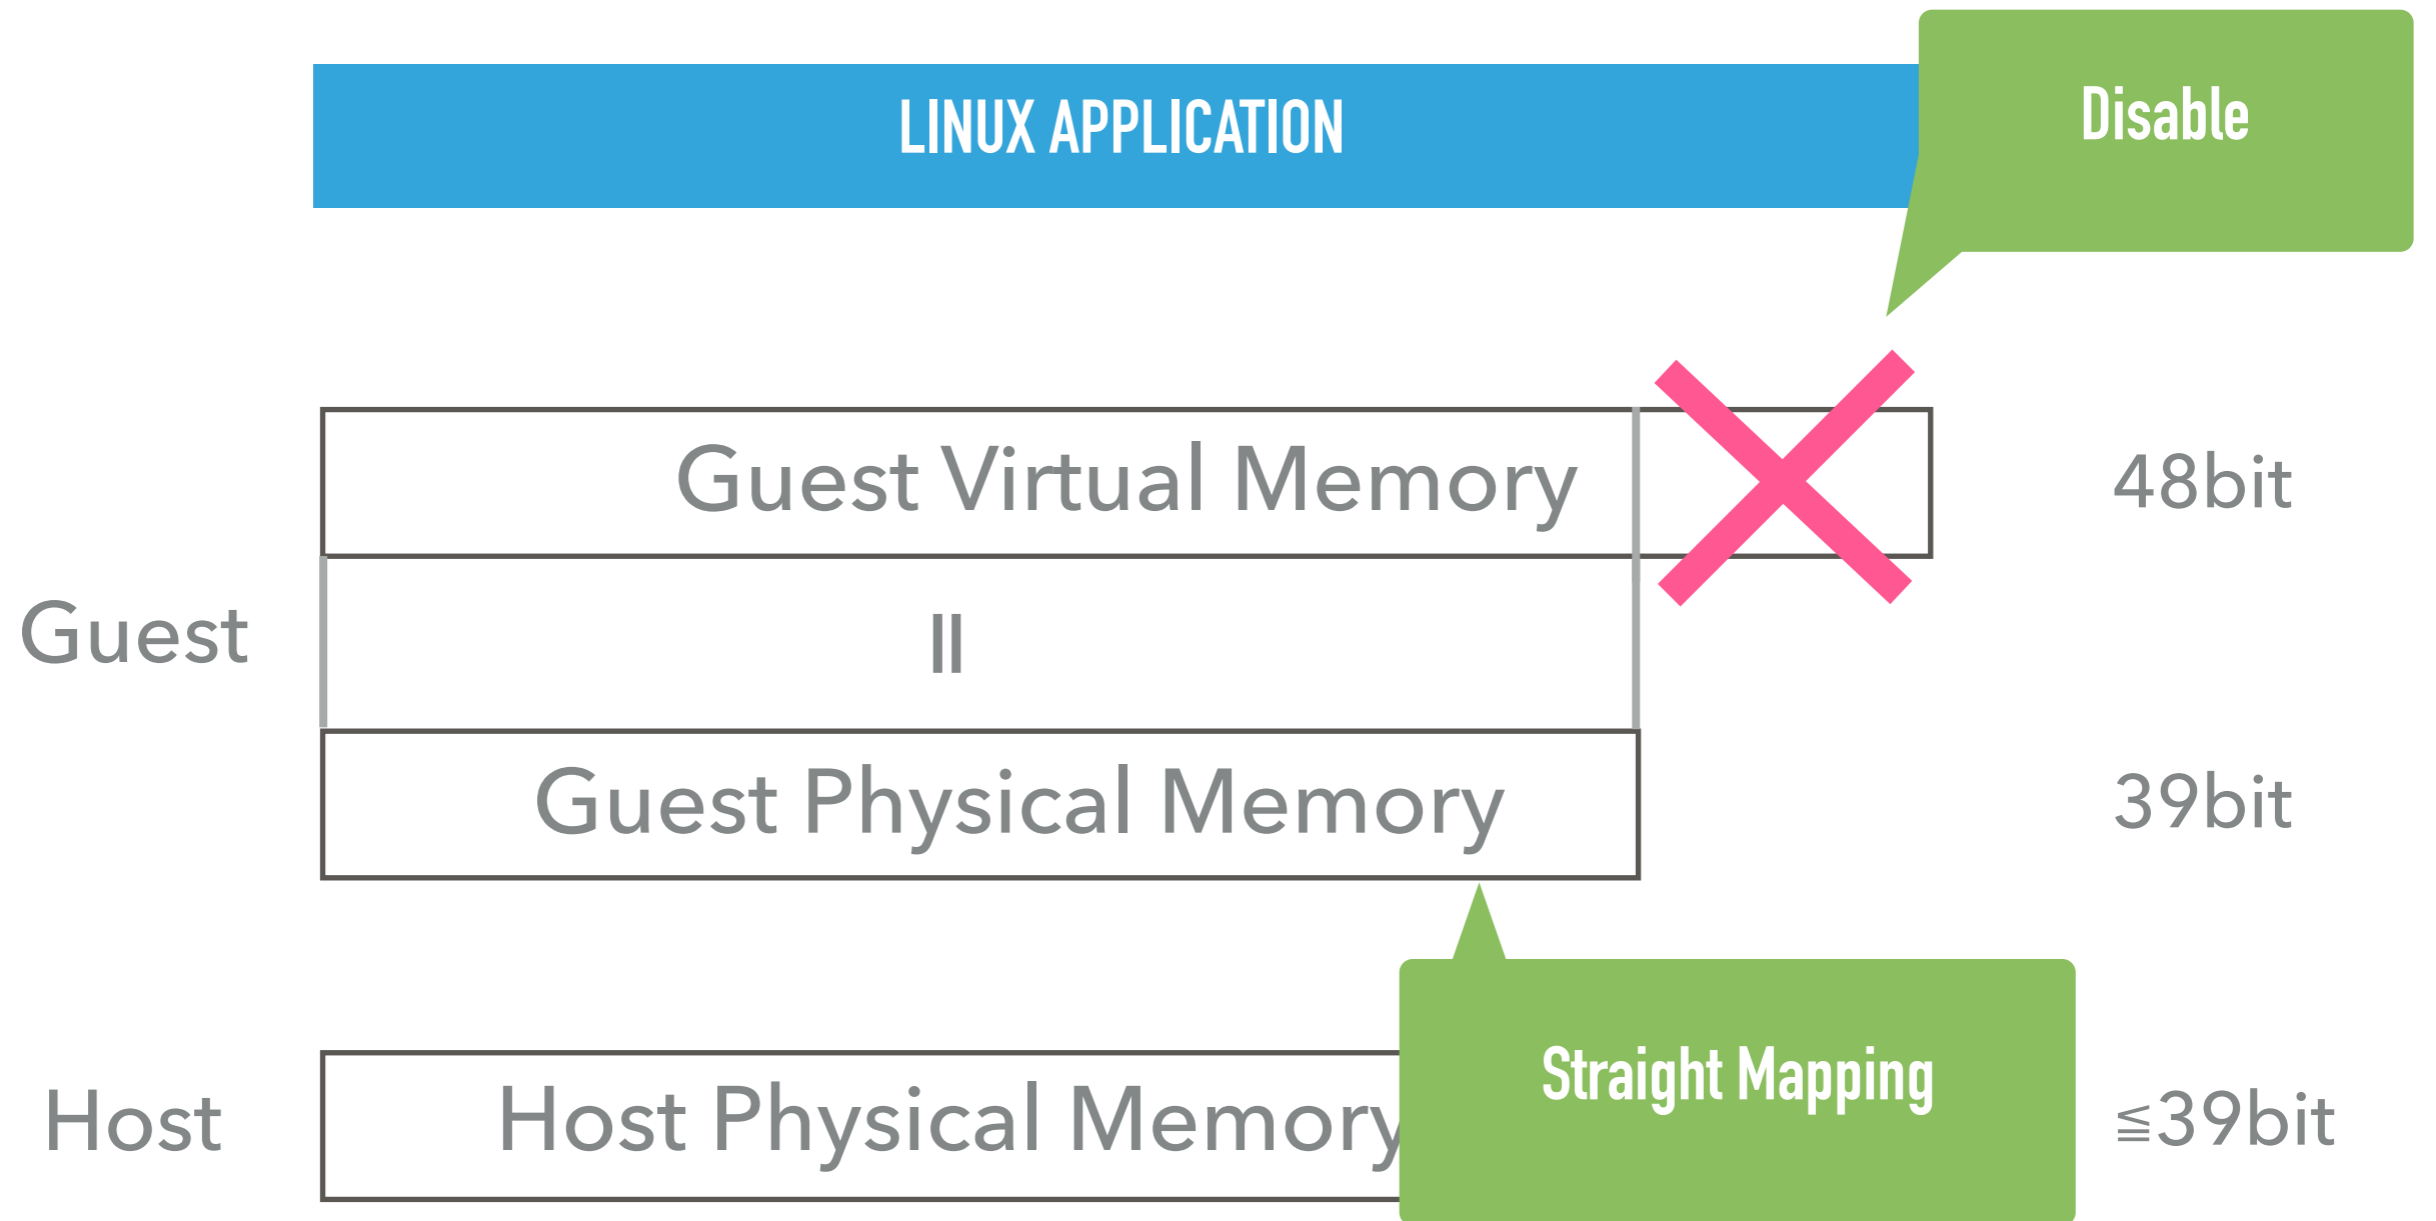 Disable
LINUX APPLICATION
Guest Virtual Memory
48bit
Guest
=
Guest Physical Memory
39bit
Straight Mapping
Host
Host Physical Memory
≦39bit